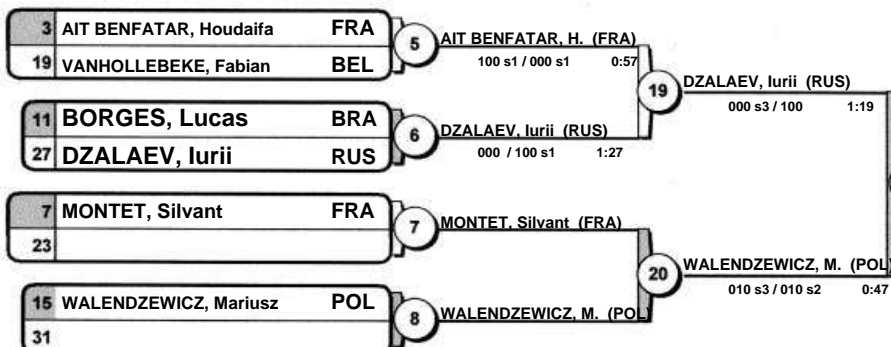 3 AIT BENFATAR, Houdaifa FRA
19 VANHOLLEBEKE, Fabian BEL
5
AIT BENFATAR, H. (FRA)
100 s1 / 000 s1 0:57
11 BORGES, Lucas BRA
27 DZALAEV, Iurii RUS
6
DZALAEV, Iurii (RUS)
000 / 100 s1 1:27
19
DZALAEV, Iurii (RUS)
000 s3 / 100 1:19
7 MONTET, Silvant FRA
23
7
MONTET, Silvant (FRA)
15 WALENDZEWICZ, Mariusz POL
31
8
WALENDZEWICZ, M. (POL
20
WALENDZEWICZ, M. (POL)
010 s3 / 010 s2 0:47